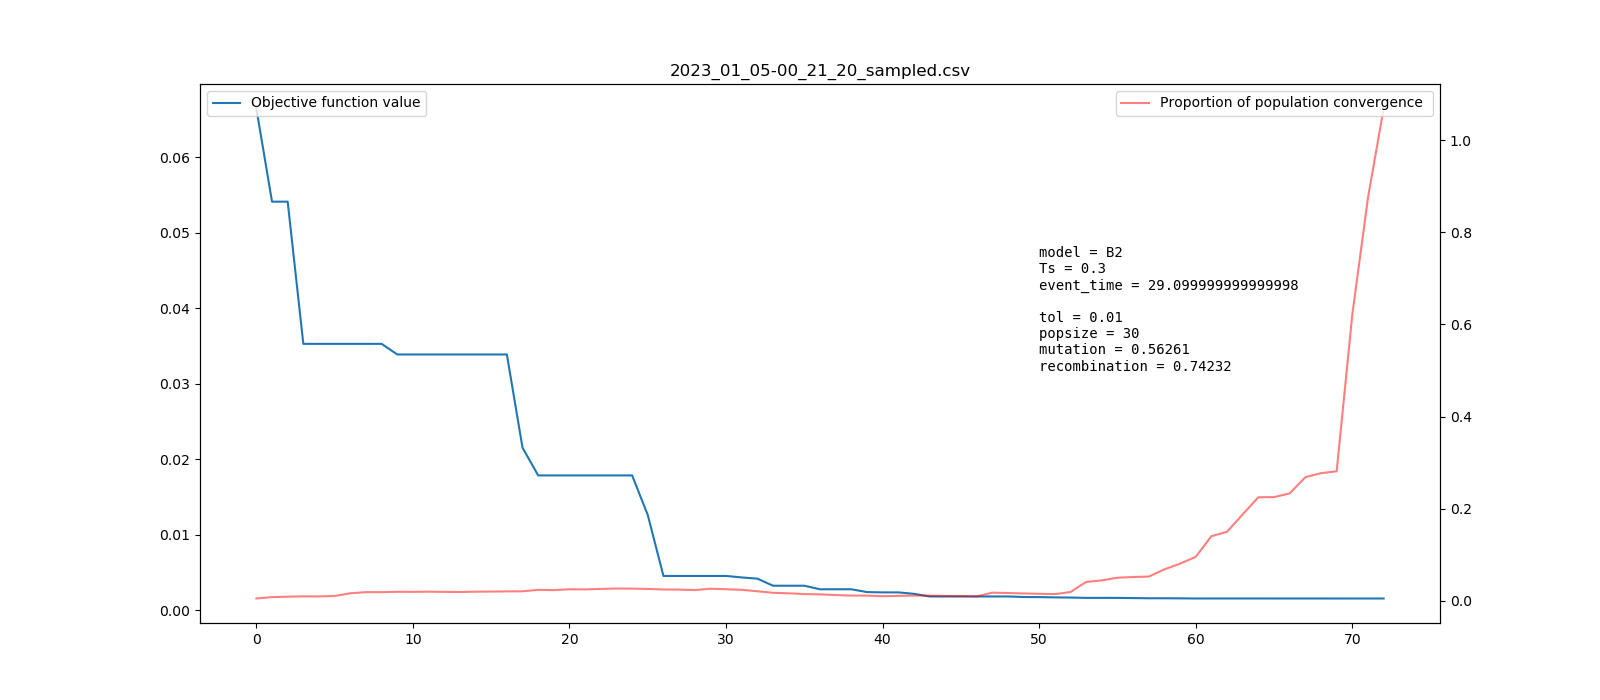 2023_01_05-00_21_20_sampled.csv
Objective function value
Proportion of population convergence
0.06
0.05
0.04
0.03
0.02
0.01
0.00
model = B2
Ts = 0.3
event_time = 29.099999999999998
tol = 0.01
popsize = 30
mutation = 0.56261
recombination = 0.74232
1.0
0.8
0.6
0.4
0.2
0.0
0 10 20 30 40 50 60 70